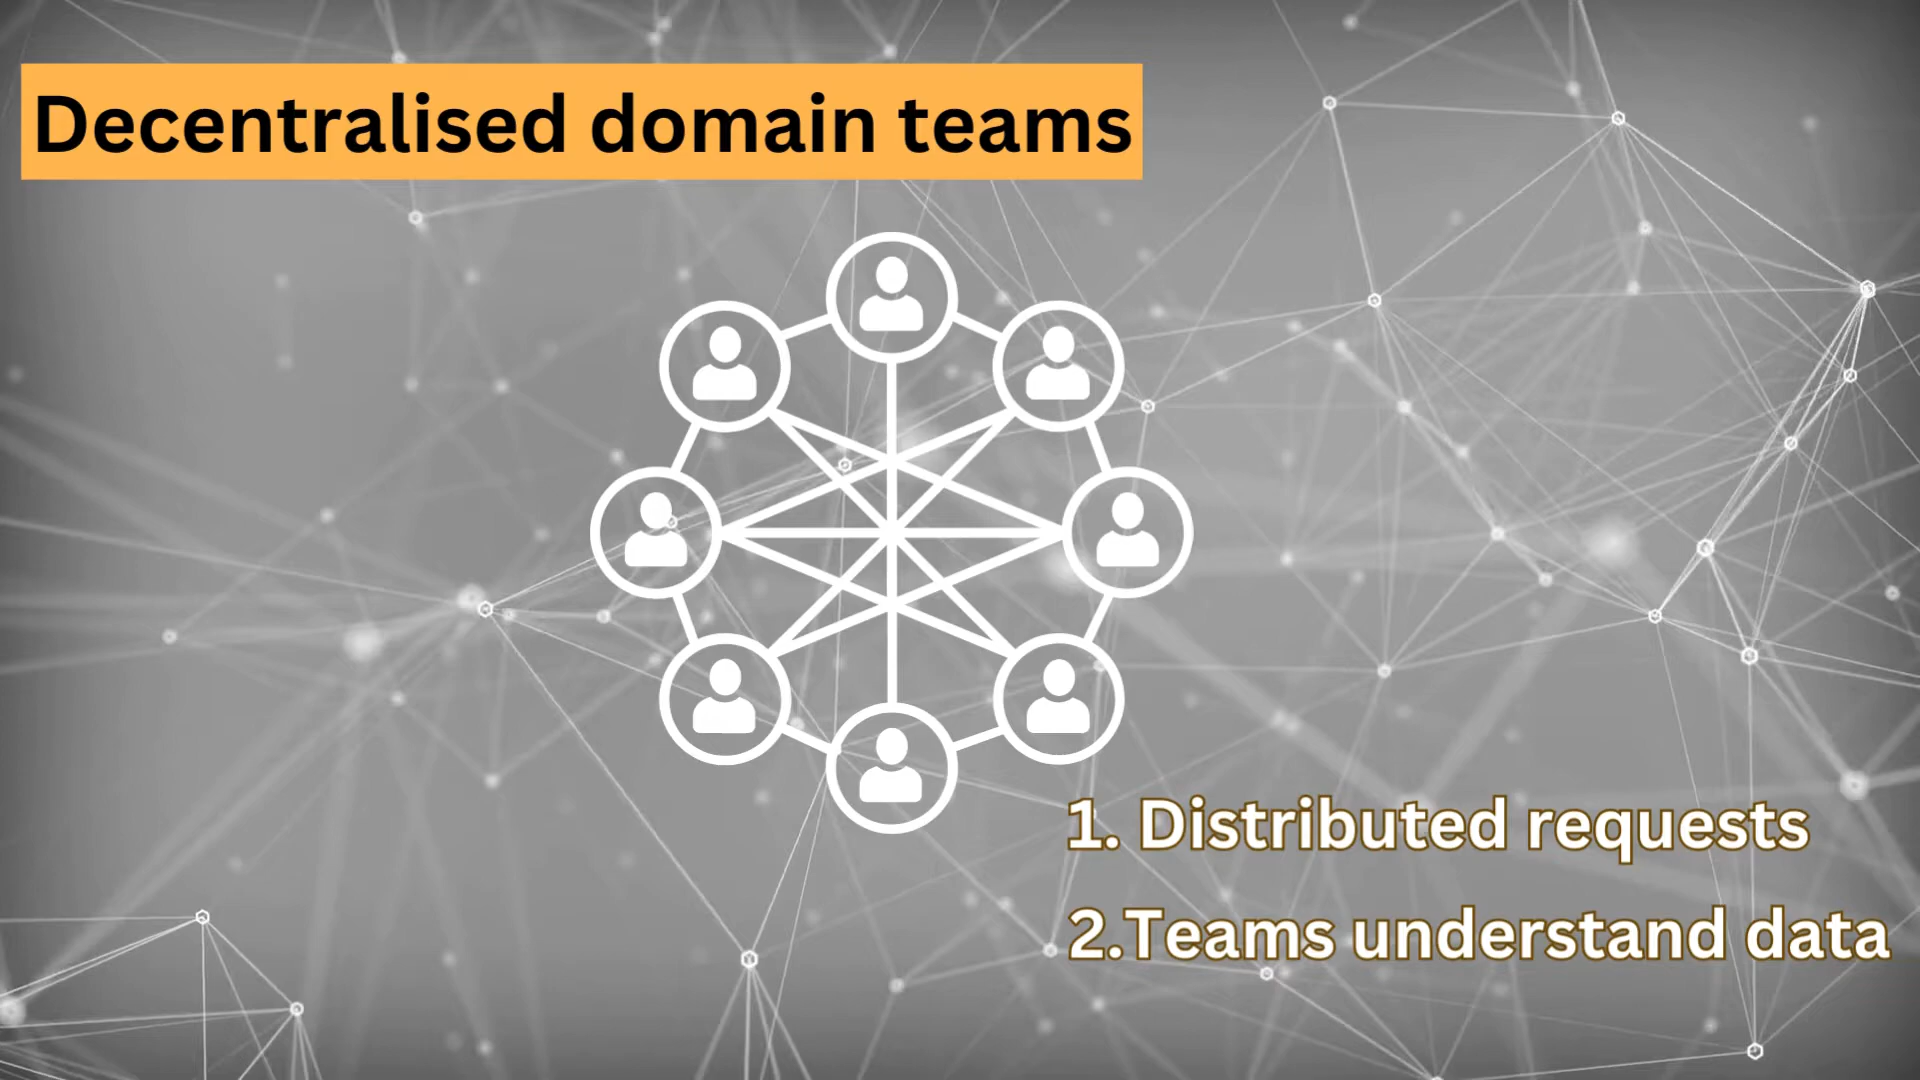 Decentralised domain teams
1. Distributed requests
2.Teams understand data